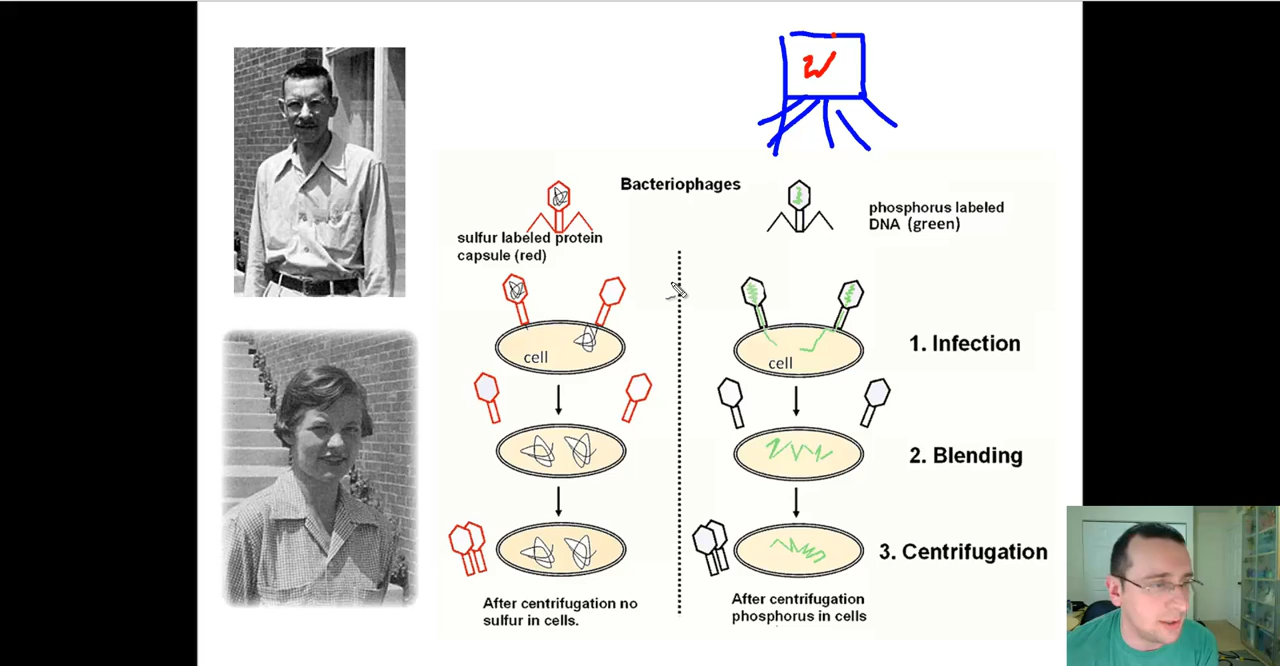 Bacteriophages
sulfur labeled protein
capsule (red)
phosphorus labeled
DNA (green)
cell
cell
1. Infection
2. Blending
3. Centrifugation
After centrifugation no
sulfur in cells.
After centrifugation
phosphorus in cells